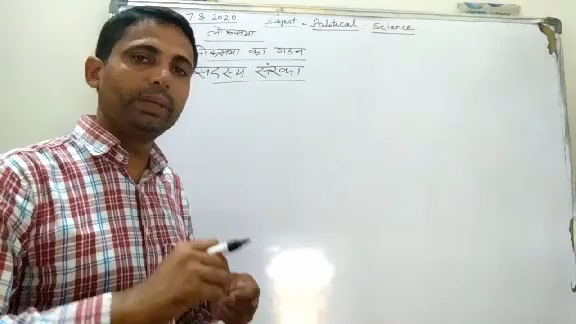 7 8 2020 Subject - Political Science
लोकसभा
लोकसभा का गठन
सदस्य संख्या